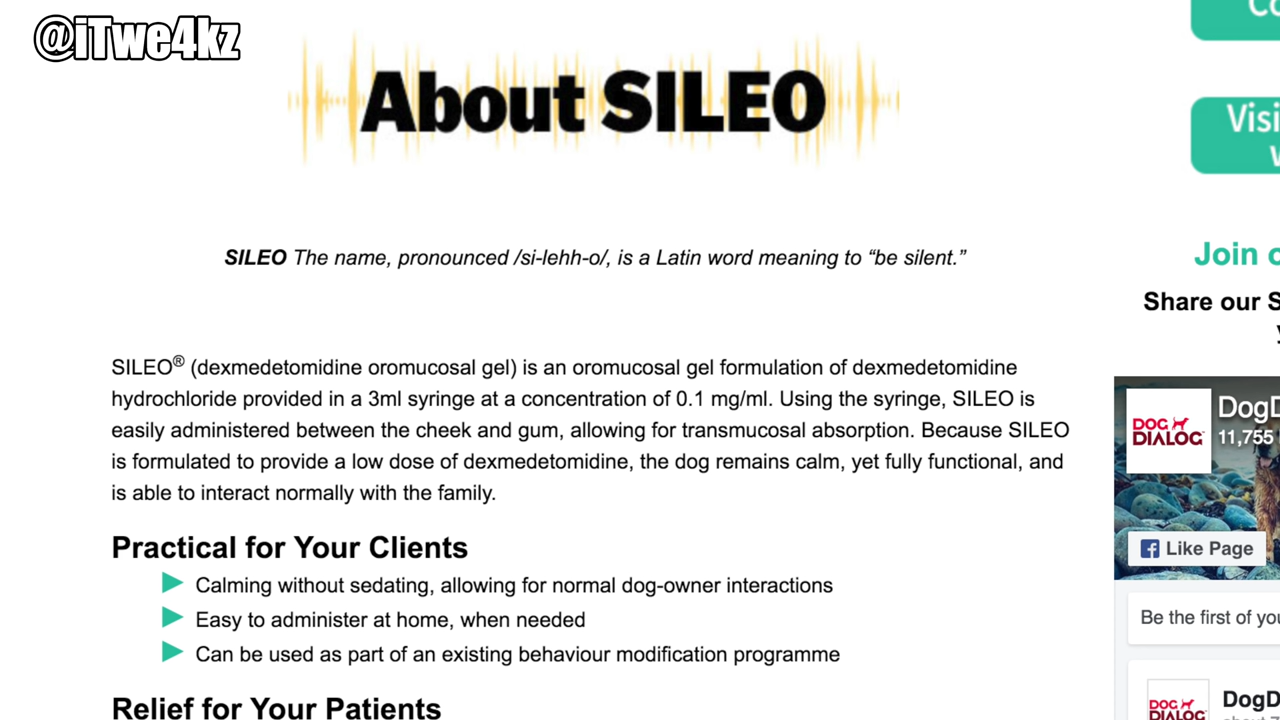 @iTwe4kz
About SILEO
SILEO The name, pronounced /si-lehh-o/, is a Latin word meaning to “be silent.”
SILEO® (dexmedetomidine oromucosal gel) is an oromucosal gel formulation of dexmedetomidine
hydrochloride provided in a 3ml syringe at a concentration of 0.1 mg/ml. Using the syringe, SILEO is
easily administered between the cheek and gum, allowing for transmucosal absorption. Because SILEO
is formulated to provide a low dose of dexmedetomidine, the dog remains calm, yet fully functional, and
is able to interact normally with the family.
Practical for Your Clients
Calming without sedating, allowing for normal dog-owner interactions
Easy to administer at home, when needed
Can be used as part of an existing behaviour modification programme
Relief for Your Patients
Join
Share our
DOG
DIALOG
11,755
Like Page
Be the first of
DOG
DIALOG